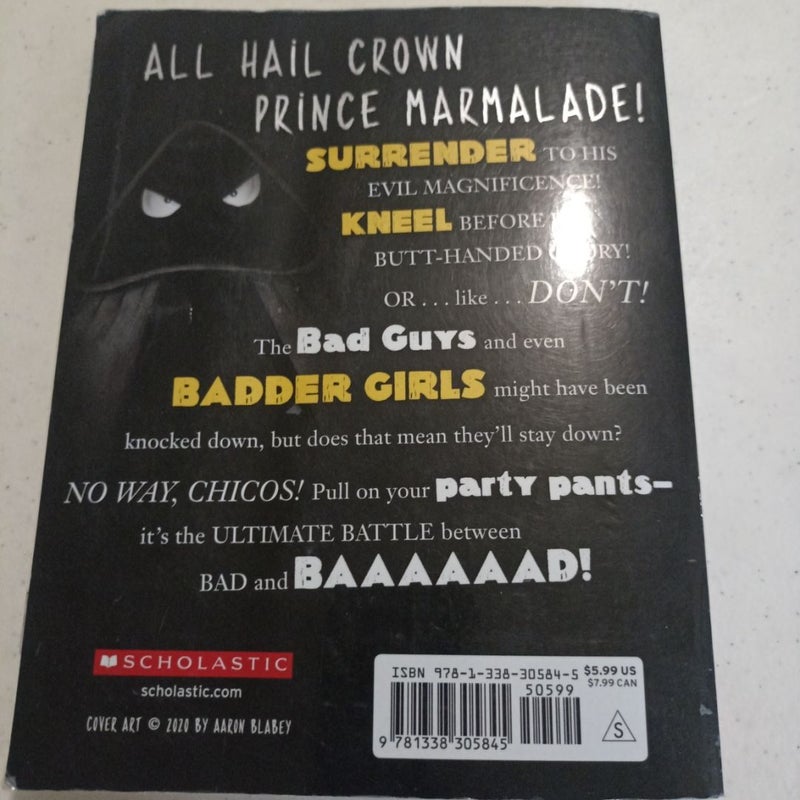 ALL HAIL CROWN
PRINCE MARMALADE!
SURRENDER TO HIS
EVIL MAGNIFICENCE!
KNEEL BEFORE
BUTT-HANDED
OR . . . like . . . DON'T!
The Bad Guys and even
BADDER GIRLS might have been
knocked down, but does that mean they'll stay down?
NO WAY, CHICOS! Pull on your party pants—
it's the ULTIMATE BATTLE between
BAD and BAAAAAAAD!
SCHOLASTIC
scholastic.com
COVER ART © 2020 BY AARON BLABEY
ISBN 978-1-338-30584-5
$5.99 US
$7.99 CAN
50599
9 781338 305845
S